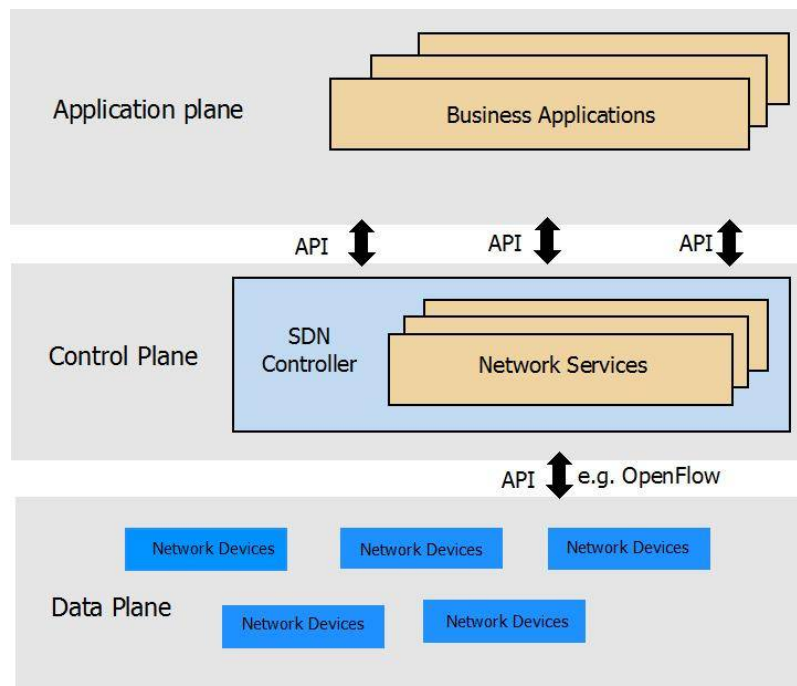 Application plane
Business Applications
API
API
API
Control Plane
SDN
Controller
Network Services
API
e.g. OpenFlow
Data Plane
Network Devices
Network Devices
Network Devices
Network Devices
Network Devices